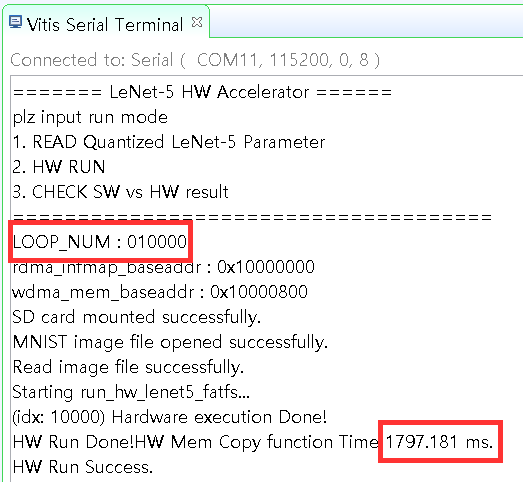 Vitis Serial Terminal
Connected to: Serial ( COM11, 115200, 0, 8 )
======= LeNet-5 HW Accelerator ======
plz input run mode
1. READ Quantized LeNet-5 Parameter
2. HW RUN
3. CHECK SW vs HW result
=====================================
LOOP_NUM : 010000
rdma_infmap_baseaddr : 0x10000000
wdma_mem_baseaddr : 0x10000800
SD card mounted successfully.
MNIST image file opened successfully.
Read image file successfully.
Starting run_hw_lenet5_fatfs...
(idx: 10000) Hardware execution Done!
HW Run Done!HW Mem Copy function Time 1797.181 ms.
HW Run Success.